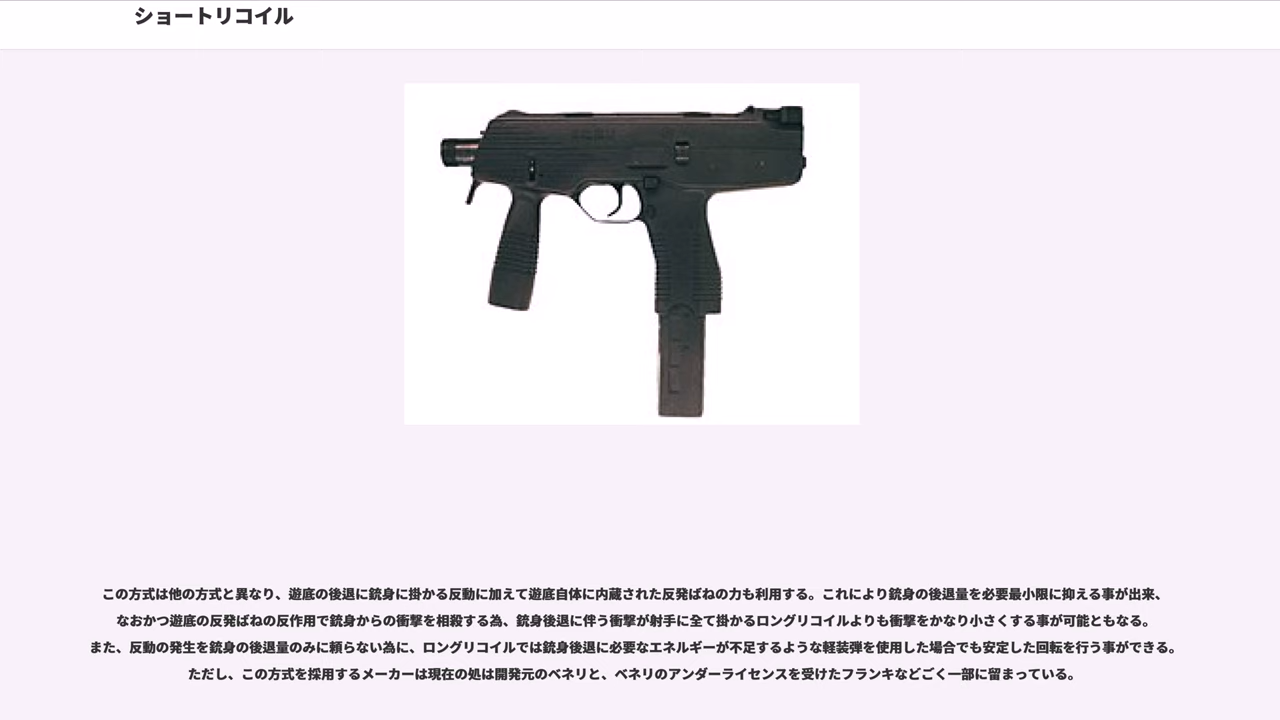 ショートリコイル
この方式は他の方式と異なり、遊底の後退に銃身に掛かる反動に加えて遊底自体に内蔵された反発ばねの力も利用する。これにより銃身の後退量を必要最小限に抑える事が出来、
なおかつ遊底の反発ばねの反作用で銃身からの衝撃を相殺する為、銃身後退に伴う衝撃が射手に全て掛かるロングリコイルよりも衝撃をかなり小さくする事が可能ともなる。
また、反動の発生を銃身の後退量のみに頼らない為に、ロングリコイルでは銃身後退に必要なエネルギーが不足するような軽装弾を使用した場合でも安定した回転を行う事ができる。
ただし、この方式を採用するメーカーは現在の処は開発元のベネリと、ベネリのアンダーライセンスを受けたフランキなどごく一部に留まっている。